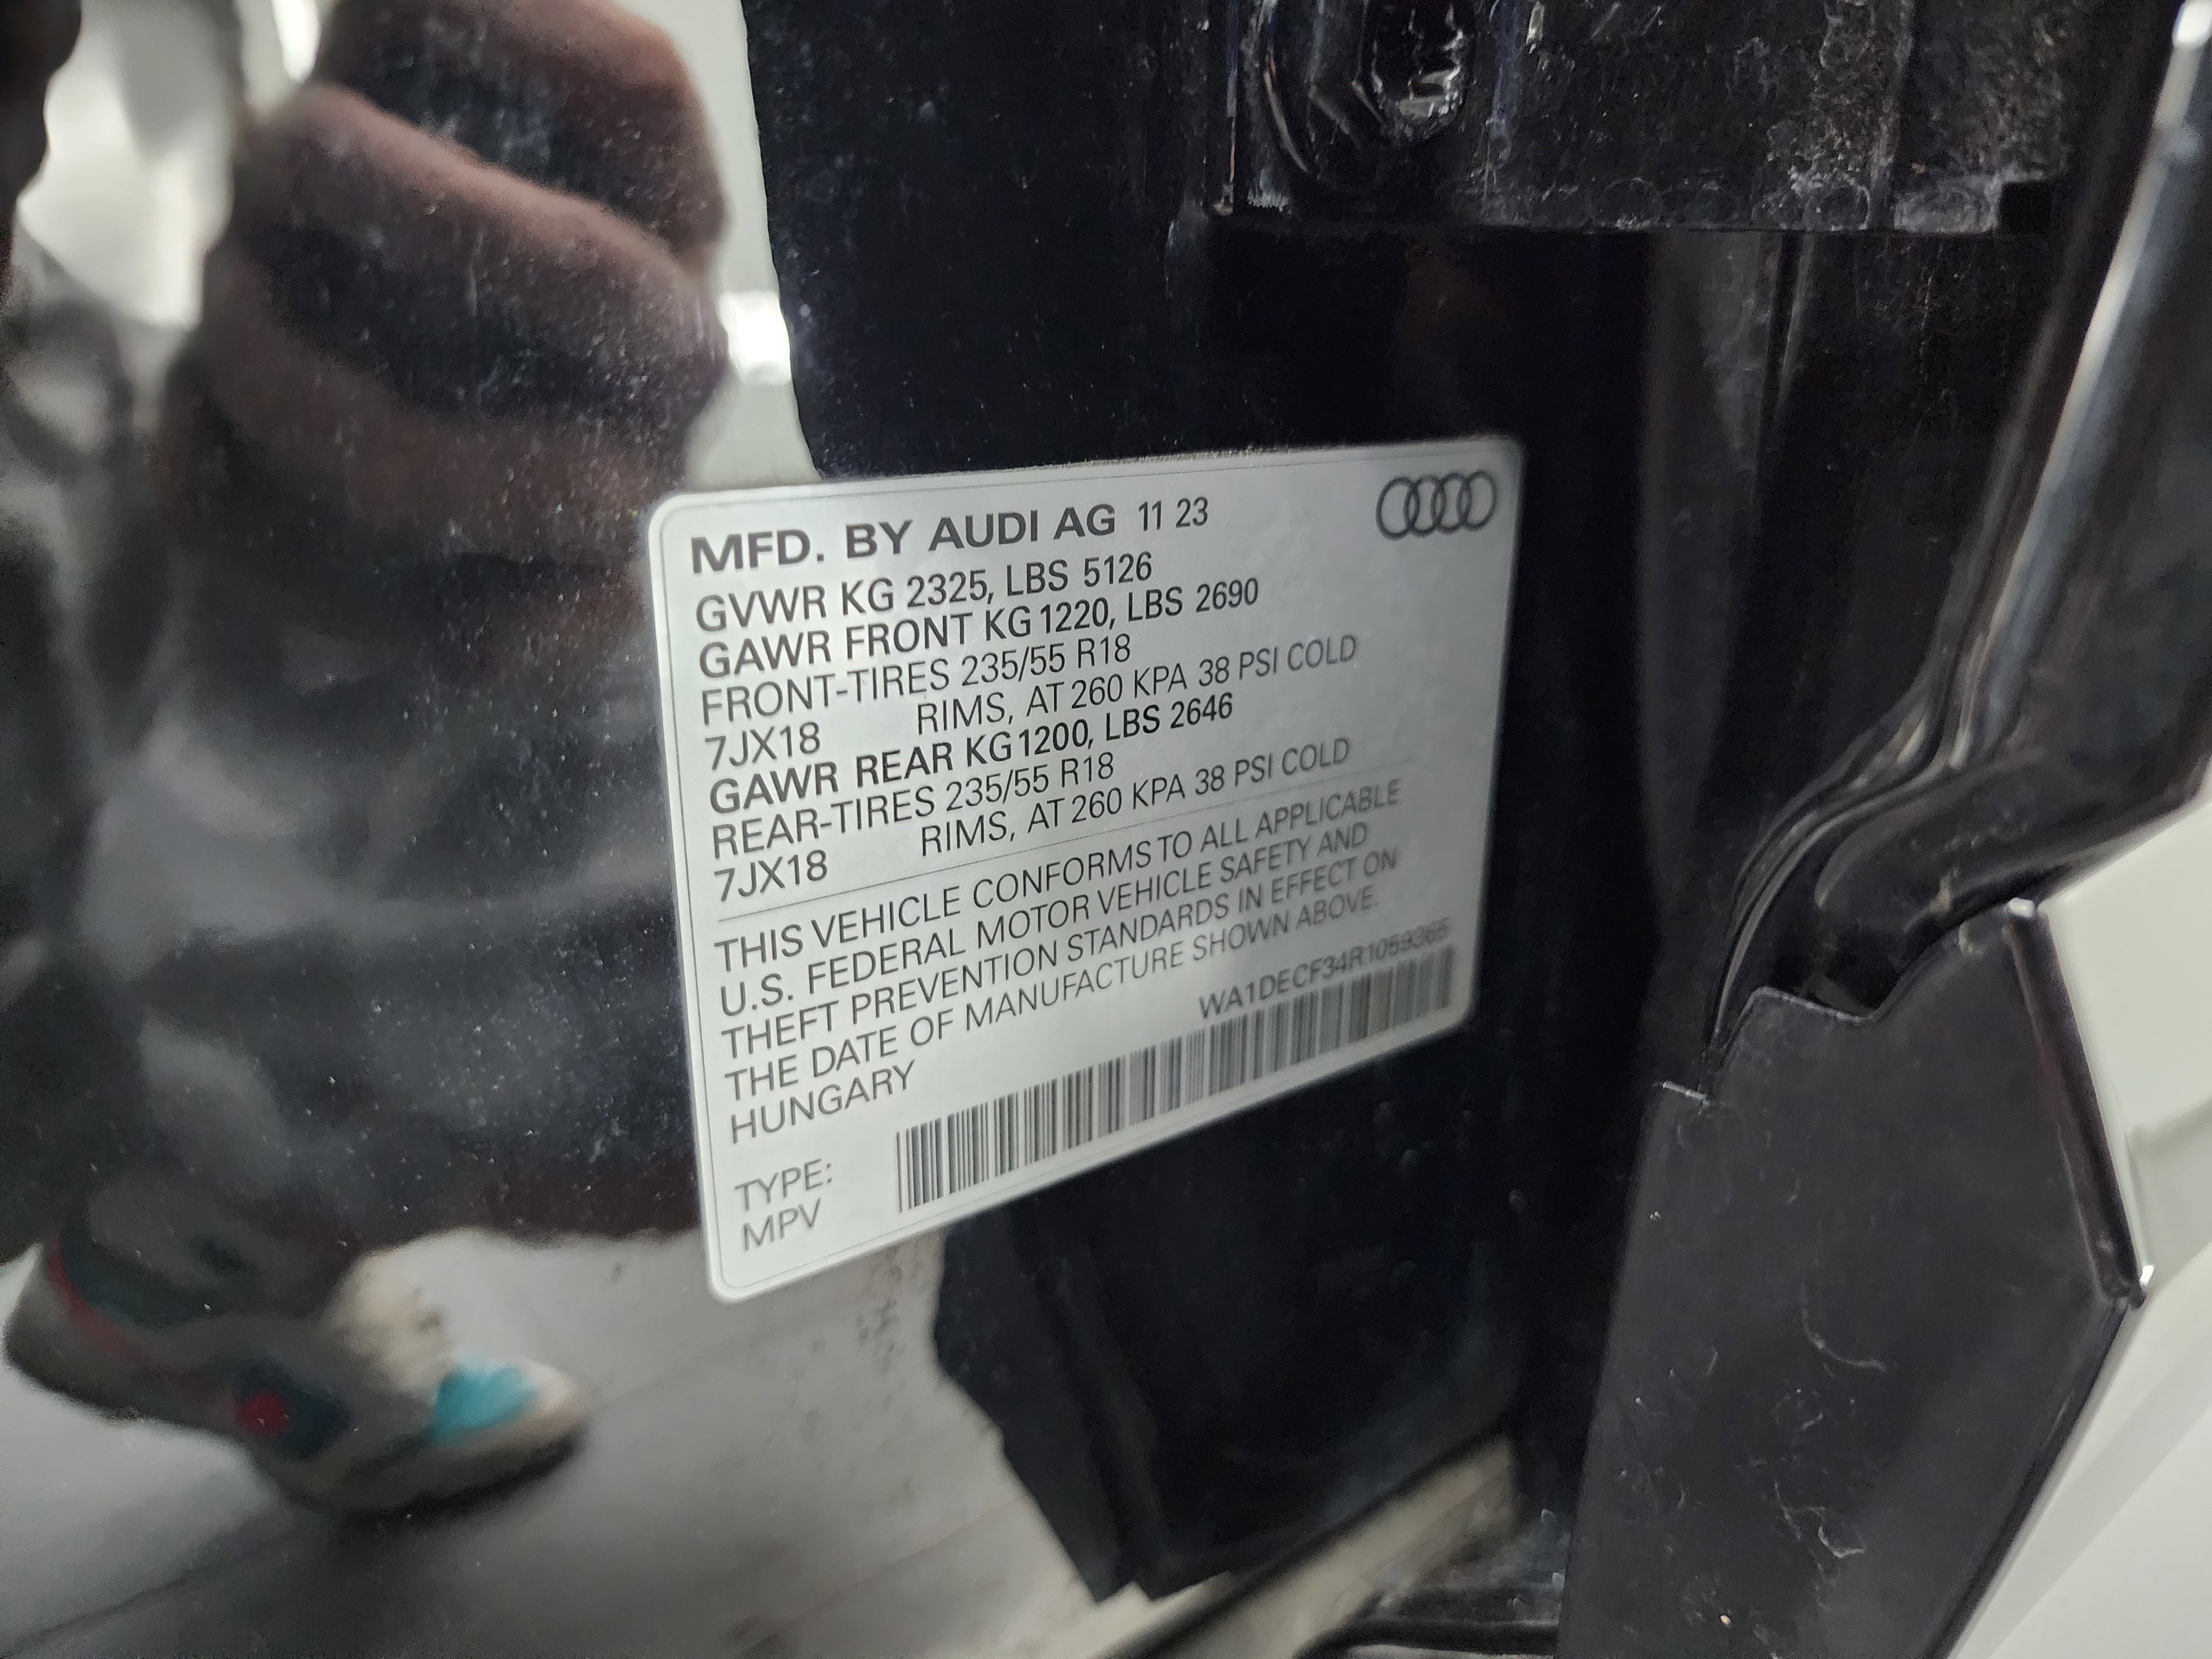 MFD. BY AUDI AG 11 23
GVWR KG 2325, LBS 5126
GAWR FRONT KG 1220, LBS 2690
FRONT-TIRES 235/55 R18
7JX18 RIMS, AT 260 KPA 38 PSI COLD
GAWR REAR KG 1200, LBS 2646
REAR-TIRES 235/55 R18
7JX18 RIMS, AT 260 KPA 38 PSI COLD
THIS VEHICLE CONFORMS TO ALL APPLICABLE
U.S. FEDERAL MOTOR VEHICLE SAFETY AND
THEFT PREVENTION STANDARDS IN EFFECT ON
THE DATE OF MANUFACTURE SHOWN ABOVE.
HUNGARY WA1DECF34R1059365
TYPE:
MPV